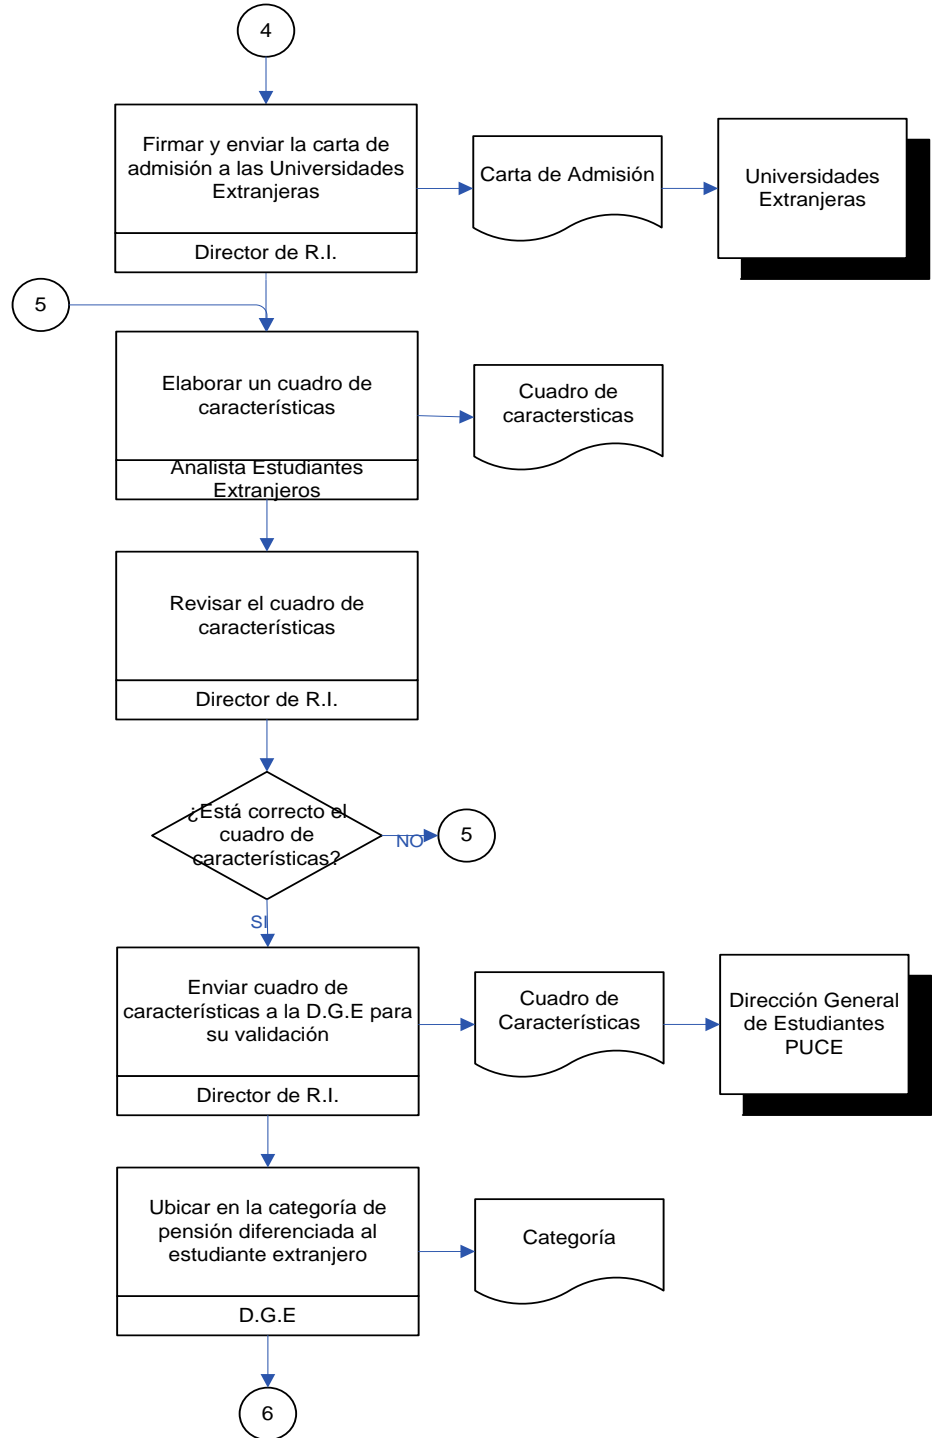 4
Firmar y enviar la carta de
admisión a las Universidades
Extranjeras
Director de R.I.
Carta de Admisión
Universidades
Extranjeras
5
Elaborar un cuadro de
características
Analista Estudiantes
Extranjeros
Cuadro de
caractersticas
Revisar el cuadro de
características
Director de R.I.
¿Está correcto el
cuadro de
características?
NO
5
SI
Enviar cuadro de
características a la D.G.E para
su validación
Director de R.I.
Cuadro de
Características
Dirección General
de Estudiantes
PUCE
Ubicar en la categoría de
pensión diferenciada al
estudiante extranjero
D.G.E
Categoría
6